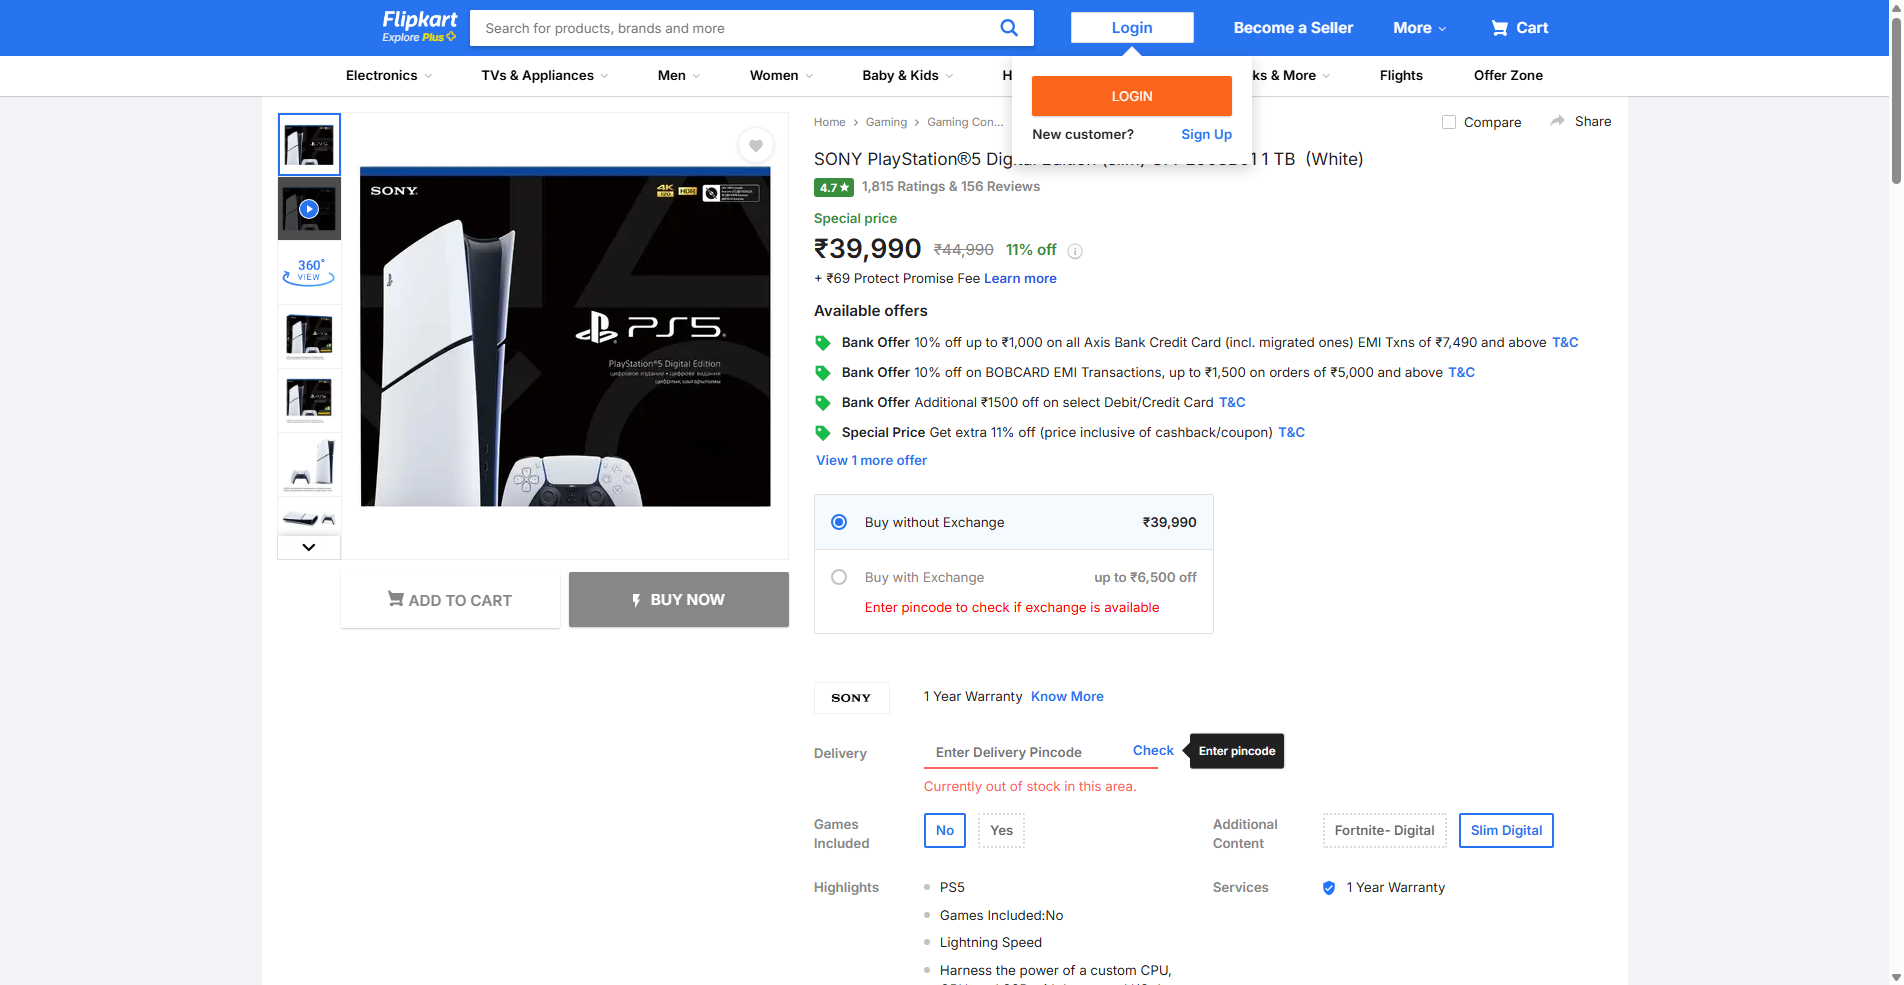 Flipkart
Explore Plus
Search for products, brands and more
Login
Become a Seller
More
Cart
Electronics
TVs & Appliances
Men
Women
Baby & Kids
H
ks & More
Flights
Offer Zone
LOGIN
New customer?
Sign Up
Home
Gaming
Gaming Con...
Compare
Share
SONY PlayStation®5 Digital Edition (slim) 1 TB (White)
4.7
1,815 Ratings & 156 Reviews
Special price
₹39,990
₹44,990
11% off
+ ₹69 Protect Promise Fee Learn more
Available offers
Bank Offer 10% off up to ₹1,000 on all Axis Bank Credit Card (incl. migrated ones) EMI Txns of ₹7,490 and above T&C
Bank Offer 10% off on BOBCARD EMI Transactions, up to ₹1,500 on orders of ₹5,000 and above T&C
Bank Offer Additional ₹1500 off on select Debit/Credit Card T&C
Special Price Get extra 11% off (price inclusive of cashback/coupon) T&C
View 1 more offer
Buy without Exchange
₹39,990
Buy with Exchange
up to ₹6,500 off
Enter pincode to check if exchange is available
360°
VIEW
SONY
4K
120
HDR
PS5
PlayStation®5 Digital Edition
цифровое издание • цифрове видання
цифрлық шығарылымы
ADD TO CART
BUY NOW
SONY
1 Year Warranty Know More
Delivery
Enter Delivery Pincode
Check
Enter pincode
Currently out of stock in this area.
Games
Included
No
Yes
Additional
Content
Fortnite- Digital
Slim Digital
Highlights
PS5
Games Included:No
Lightning Speed
Harness the power of a custom CPU,
Services
1 Year Warranty